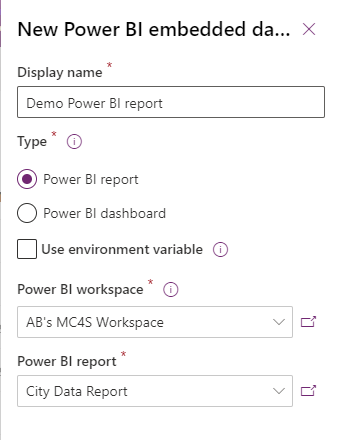 New Power BI embedded da...
Display name *
Demo Power BI report
Type *
Power BI report
Power BI dashboard
Use environment variable
Power BI workspace *
AB's MC4S Workspace
Power BI report *
City Data Report